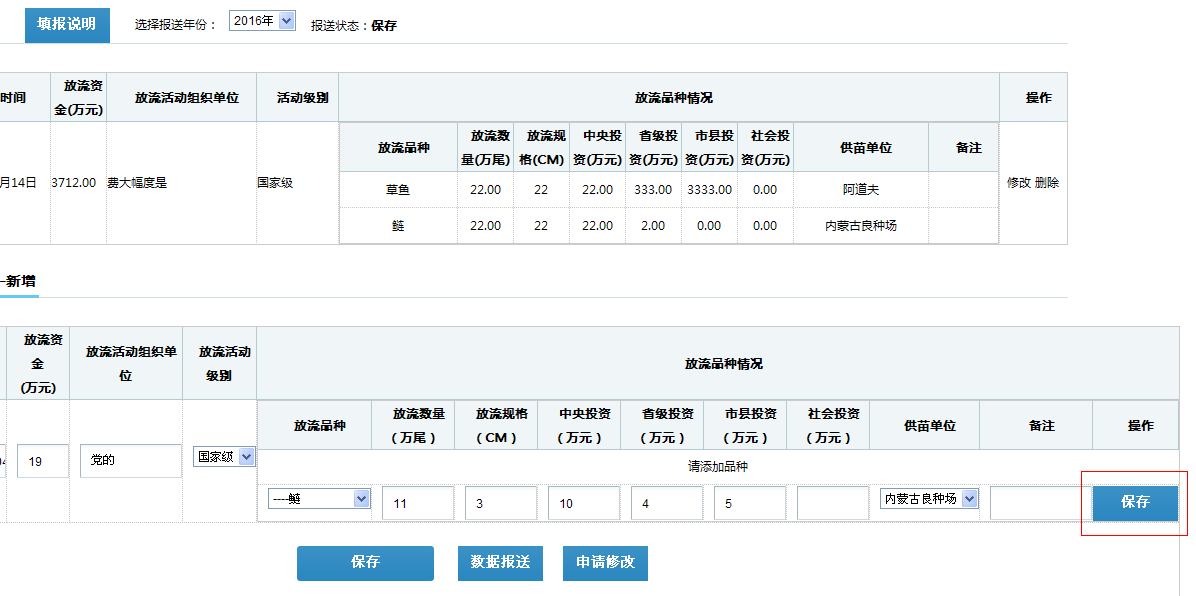 填报说明 选择报送年份： 2016年 报送状态：保存
时间 放流资金(万元) 放流活动组织单位 活动级别 放流品种情况 操作
放流品种 放流数量(万尾) 放流规格(CM) 中央投资(万元) 省级投资(万元) 市县投资(万元) 社会投资(万元) 供苗单位 备注
月14日 3712.00 费大幅度是 国家级 修改 删除
草鱼 22.00 22 22.00 333.00 3333.00 0.00 阿道夫
鲢 22.00 22 22.00 2.00 0.00 0.00 内蒙古良种场
-新增
放流资金(万元) 放流活动组织单位 放流活动级别 放流品种情况
放流品种 放流数量（万尾） 放流规格（CM） 中央投资（万元） 省级投资（万元） 市县投资（万元） 社会投资（万元） 供苗单位 备注 操作
请添加品种
19 党的 国家级 ----鲢 11 3 10 4 5 内蒙古良种场 保存
保存 数据报送 申请修改